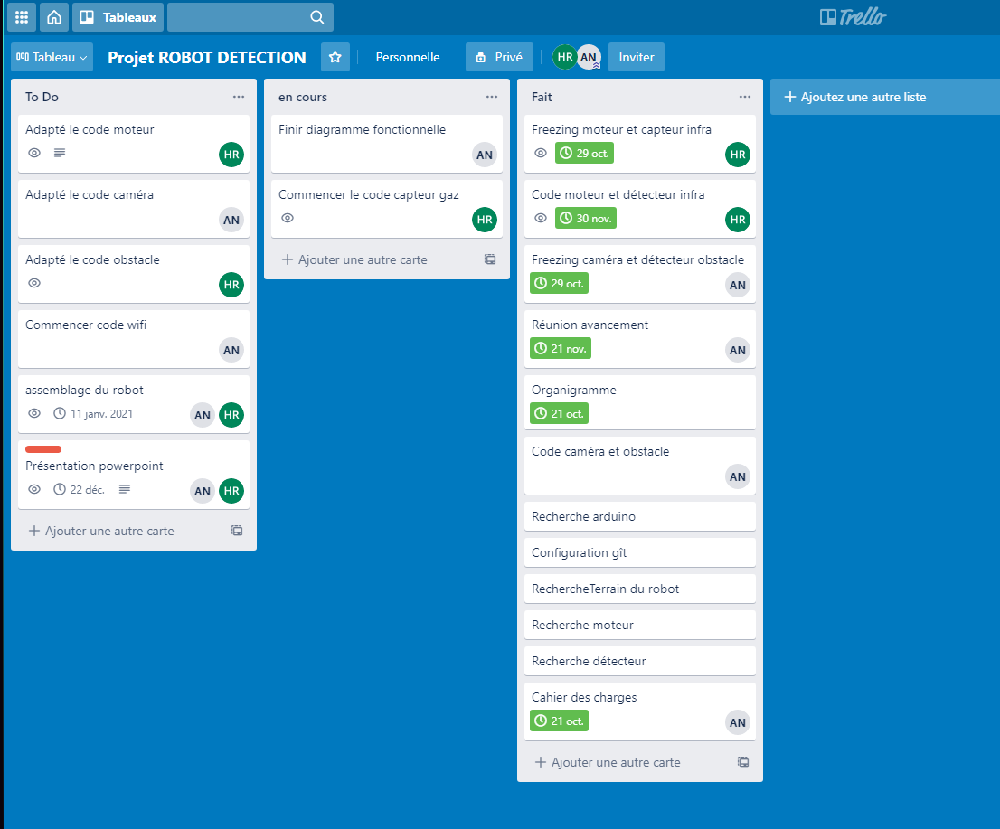 Tableaux
Trello
Tableau
Projet ROBOT DETECTION
Personnelle
Privé
HR
AN
Inviter
To Do
Adapté le code moteur
HR
Adapté le code caméra
AN
Adapté le code obstacle
HR
Commencer code wifi
AN
assemblage du robot
11 janv. 2021
AN
HR
Présentation powerpoint
22 déc.
AN
HR
Ajouter une autre carte
en cours
Finir diagramme fonctionnelle
AN
Commencer le code capteur gaz
HR
Ajouter une autre carte
Fait
Freezing moteur et capteur infra
29 oct.
HR
Code moteur et détecteur infra
30 nov.
HR
Freezing caméra et détecteur obstacle
29 oct.
AN
Réunion avancement
21 nov.
AN
Organigramme
21 oct.
Code caméra et obstacle
AN
Recherche arduino
Configuration gît
RechercheTerrain du robot
Recherche moteur
Recherche détecteur
Cahier des charges
21 oct.
AN
Ajouter une autre carte
Ajoutez une autre liste